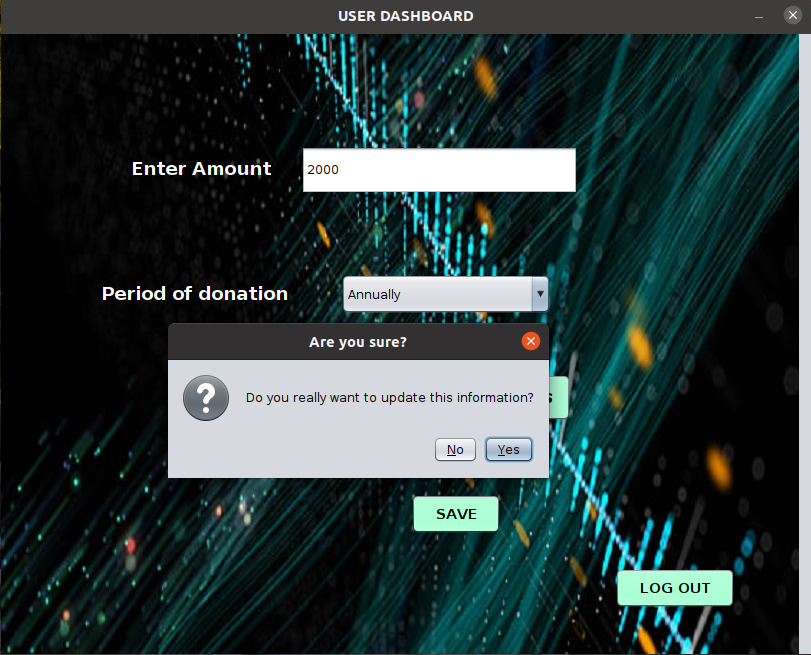 USER DASHBOARD
Enter Amount
2000
Period of donation
Annually
Are you sure?
Do you really want to update this information?
No
Yes
SAVE
LOG OUT